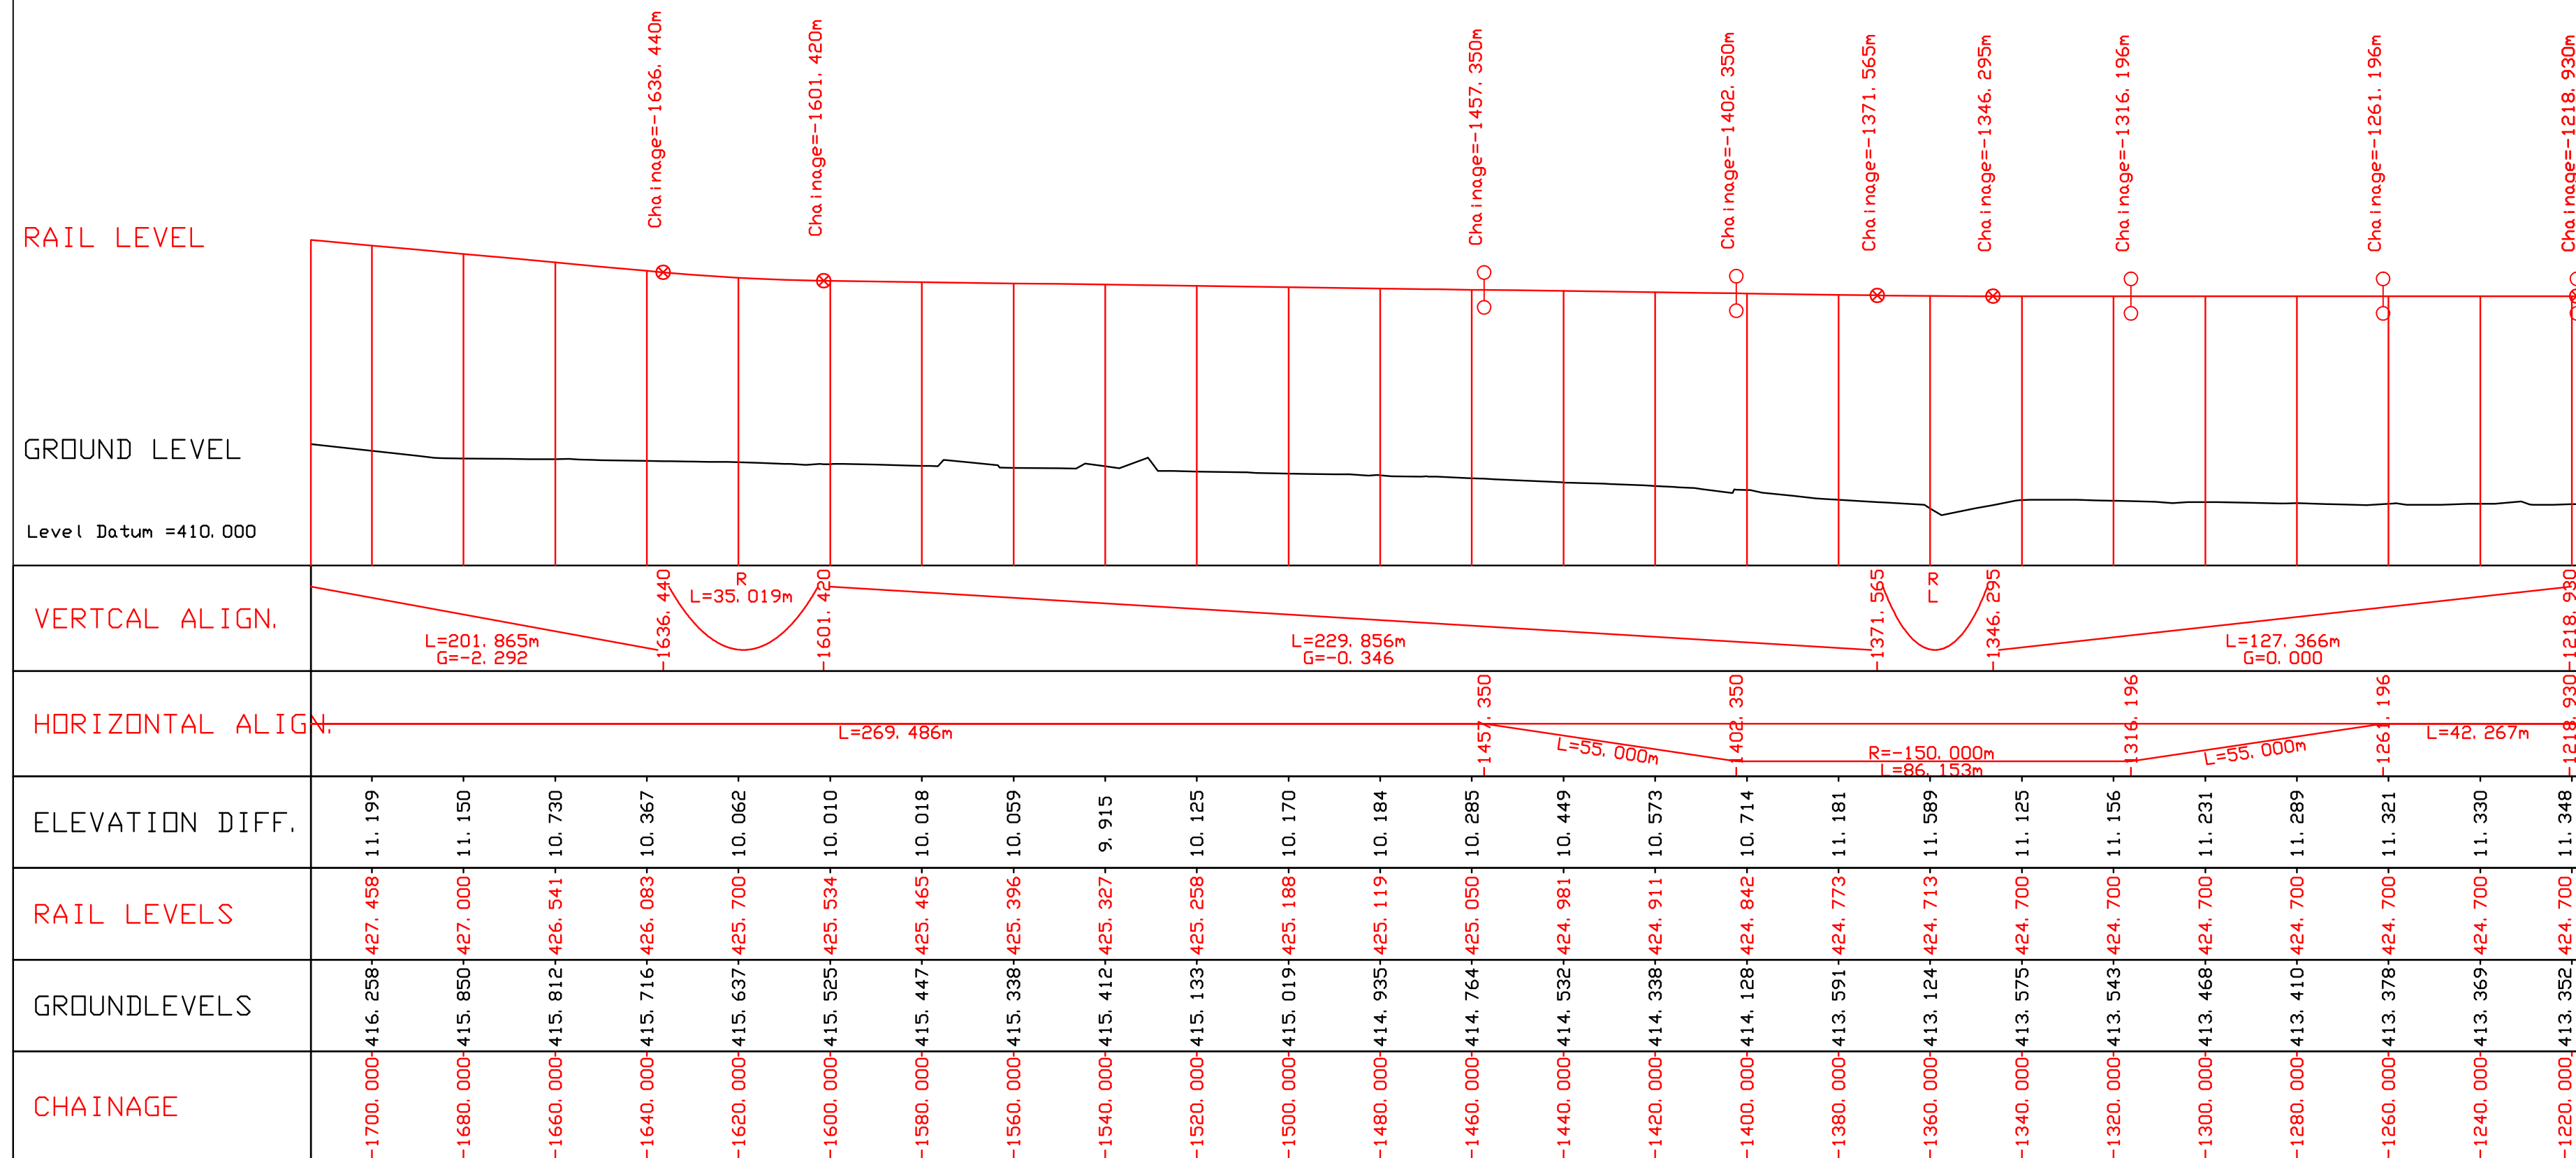 Chainage=-1636. 440m
Chainage=-1601. 420m
Chainage=-1457. 350m
Chainage=-1402. 350m
Chainage=-1371. 565m
Chainage=-1346. 295m
Chainage=-1316. 196m
Chainage=-1261. 196m
Chainage=-1218. 930m
RAIL LEVEL
GROUND LEVEL
Level Datum =410. 000
VERTCAL ALIGN.
L=201. 865m
G=-2. 292
-1636. 440
R
L=35. 019m
-1601. 420
L=229. 856m
G=-0. 346
-1371. 565
R
L
-1346. 295
L=127. 366m
G=0. 000
-1218. 930
HORIZONTAL ALIGN.
L=269. 486m
-1457. 350
L=55. 000m
-1402. 350
R=-150. 000m
L=86. 153m
-1316. 196
L=55. 000m
-1261. 196
L=42. 267m
-1218. 930
ELEVATION DIFF. 11. 199 11. 150 10. 730 10. 367 10. 062 10. 010 10. 018 10. 059 9. 915 10. 125 10. 170 10. 184 10. 285 10. 449 10. 573 10. 714 11. 181 11. 589 11. 125 11. 156 11. 231 11. 289 11. 321 11. 330 11. 348
RAIL LEVELS 427. 458 427. 000 426. 541 426. 083 425. 700 425. 534 425. 465 425. 396 425. 327 425. 258 425. 188 425. 119 425. 050 424. 981 424. 911 424. 842 424. 773 424. 713 424. 700 424. 700 424. 700 424. 700 424. 700 424. 700 424. 700
GROUNDLEVELS 416. 258 415. 850 415. 812 415. 716 415. 637 415. 525 415. 447 415. 338 415. 412 415. 133 415. 019 414. 935 414. 764 414. 532 414. 338 414. 128 413. 591 413. 124 413. 575 413. 543 413. 468 413. 410 413. 378 413. 369 413. 352
CHAINAGE -1700. 000 -1680. 000 -1660. 000 -1640. 000 -1620. 000 -1600. 000 -1580. 000 -1560. 000 -1540. 000 -1520. 000 -1500. 000 -1480. 000 -1460. 000 -1440. 000 -1420. 000 -1400. 000 -1380. 000 -1360. 000 -1340. 000 -1320. 000 -1300. 000 -1280. 000 -1260. 000 -1240. 000 -1220. 000